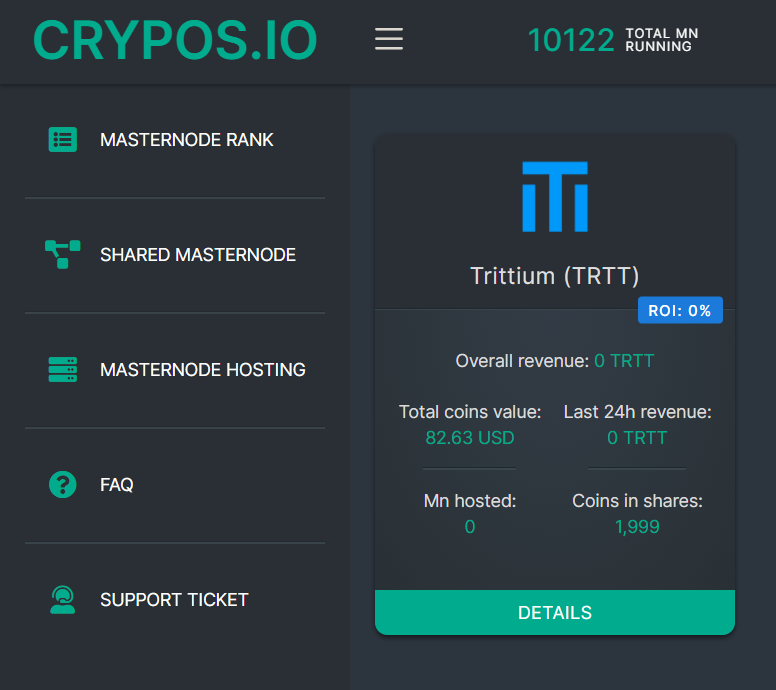 CRYPOS.IO
10122 TOTAL MN
RUNNING
MASTERNODE RANK
SHARED MASTERNODE
MASTERNODE HOSTING
FAQ
SUPPORT TICKET
Trittium (TRTT)
ROI: 0%
Overall revenue: 0 TRTT
Total coins value: Last 24h revenue:
82.63 USD 0 TRTT
Mn hosted: Coins in shares:
0 1,999
DETAILS